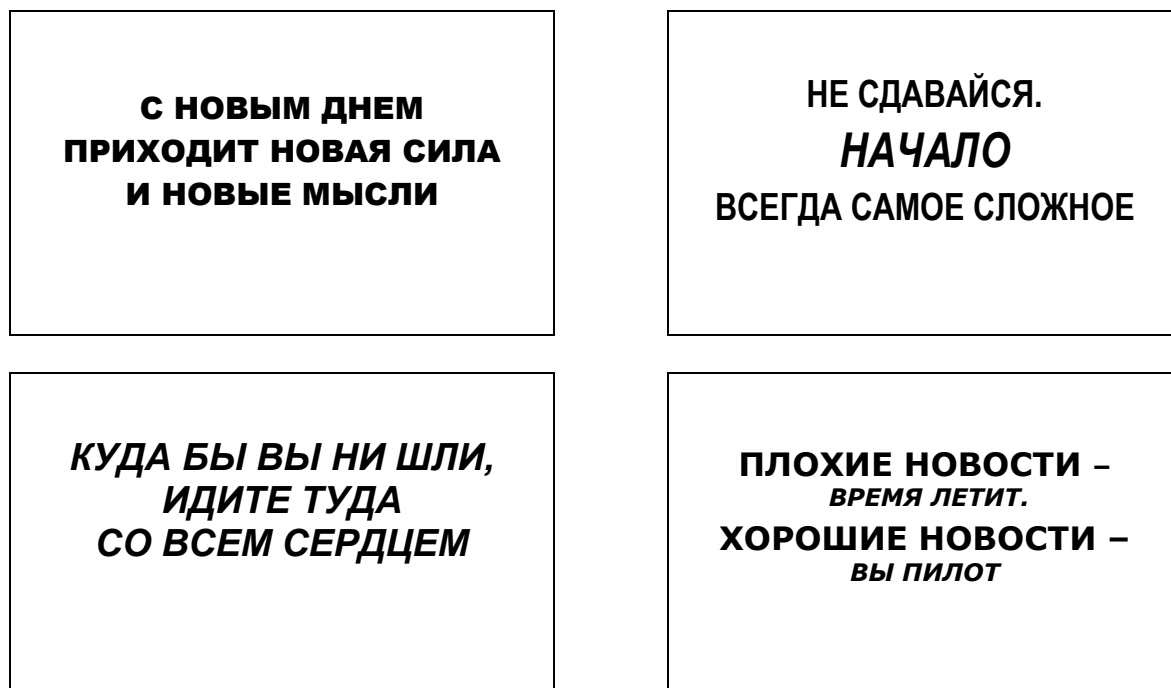 С НОВЫМ ДНЕМ
ПРИХОДИТ НОВАЯ СИЛА
И НОВЫЕ МЫСЛИ
НЕ СДАВАЙСЯ.
НАЧАЛО
ВСЕГДА САМОЕ СЛОЖНОЕ
КУДА БЫ ВЫ НИ ШЛИ,
ИДИТЕ ТУДА
СО ВСЕМ СЕРДЦЕМ
ПЛОХИЕ НОВОСТИ –
ВРЕМЯ ЛЕТИТ.
ХОРОШИЕ НОВОСТИ –
ВЫ ПИЛОТ